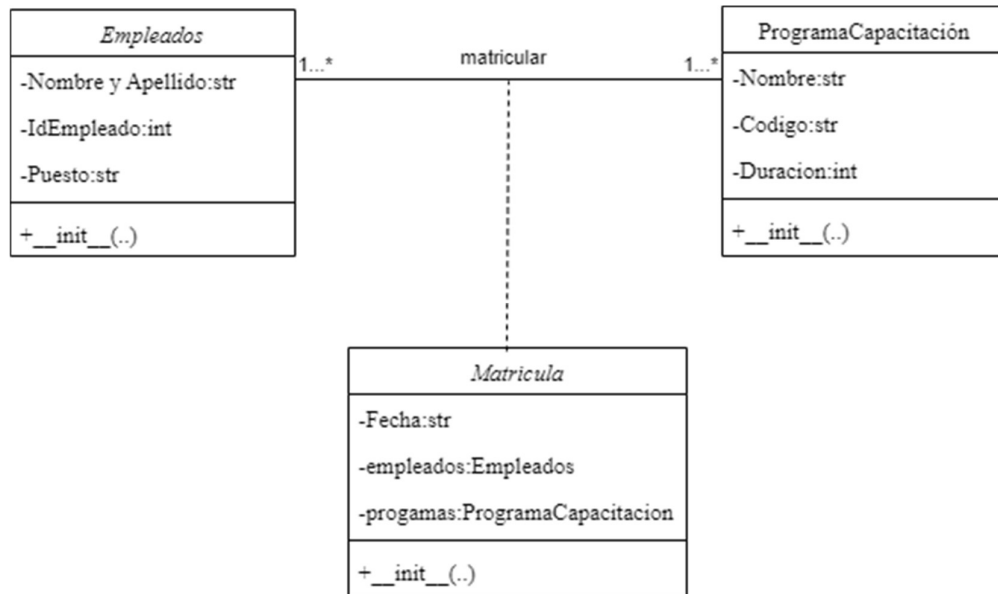 Empleados
-Nombre y Apellido:str
-IdEmpleado:int
-Puesto:str
+__init__(..)
1...*
matricular
1...*
ProgramaCapacitación
-Nombre:str
-Codigo:str
-Duracion:int
+__init__(..)
Matricula
-Fecha:str
-empleados:Empleados
-progamas:ProgramaCapacitacion
+__init__(..)